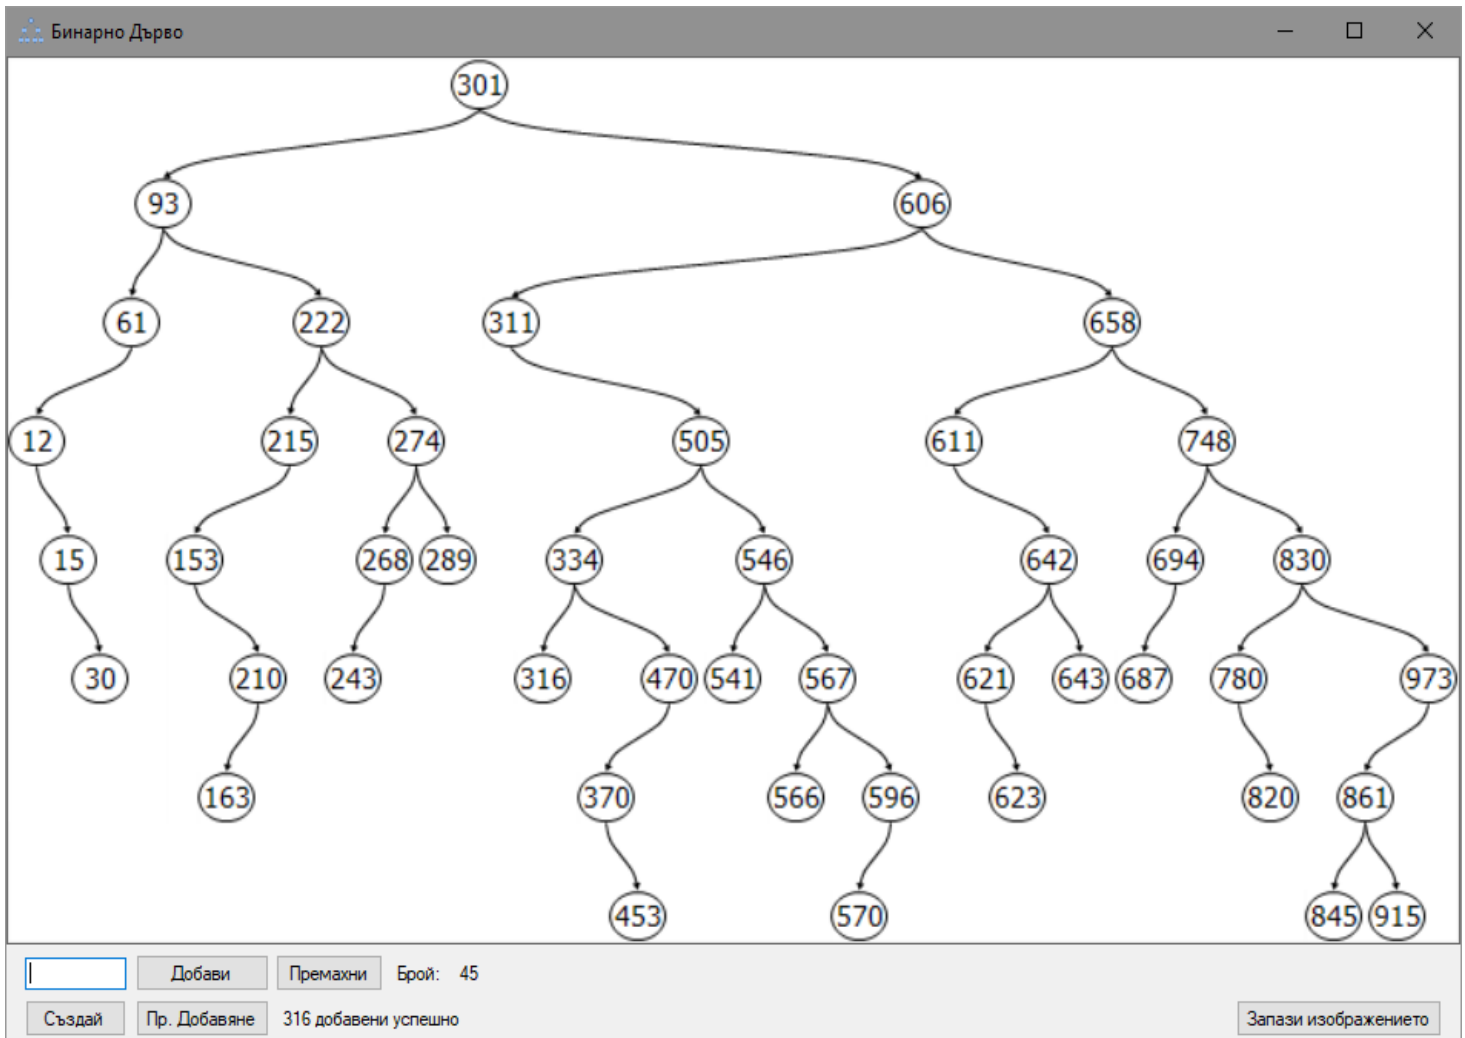 Бинарно Дърво
301
93 606
61 222 311 658
12 215 274 505 611 748
15 153 268 289 334 546 642 694 830
30 210 243 316 470 541 567 621 643 687 780 973
163 370 566 596 623 820 861
453 570 845 915
Добави Премахни Брой: 45
Създай Пр. Добавяне 316 добавени успешно Запази изображението